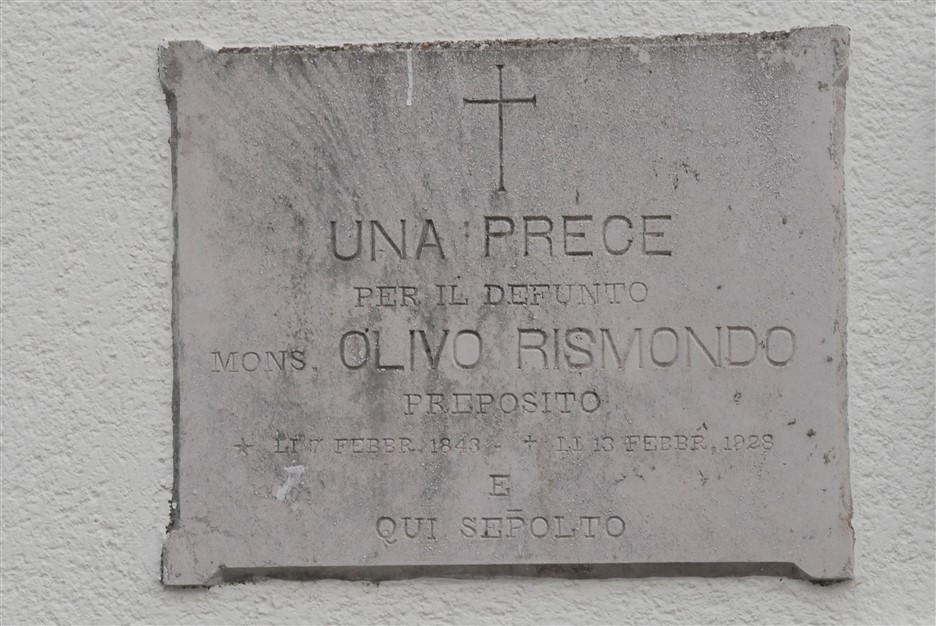 UNA PRECE
PER IL DEFUNTO
MONS. OLIVO RISMONDO
PREPOSITO
* LI 7 FEBBR. 1843 - † LI 13 FEBBR, 1928
E
QUI SEPOLTO